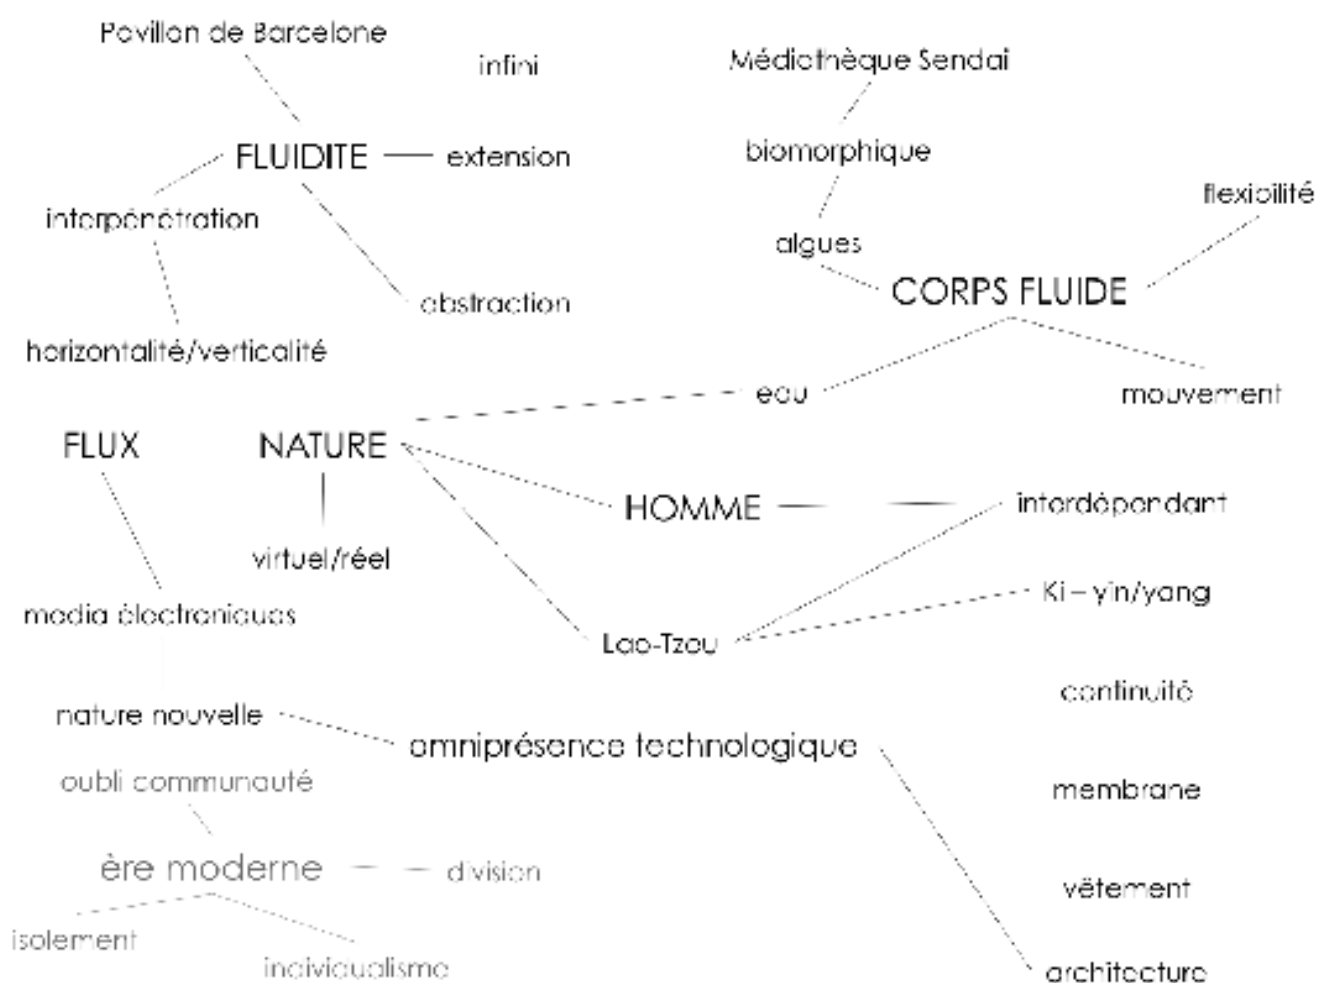 Pavillon de Barcelone
infini
Médiathèque Sendai
FLUIDITE
extension
biomorphique
flexibilité
interpénétration
algues
CORPS FLUIDE
abstraction
horizontalité/verticalité
eau
mouvement
FLUX
NATURE
HOMME
interdépendant
virtuel/réel
Ki – yin/yang
media électroniques
Lao-Tzeu
continuité
nature nouvelle
omniprésence technologique
oubli communauté
membrane
ère moderne
division
vêtement
isolement
individualisme
architecture